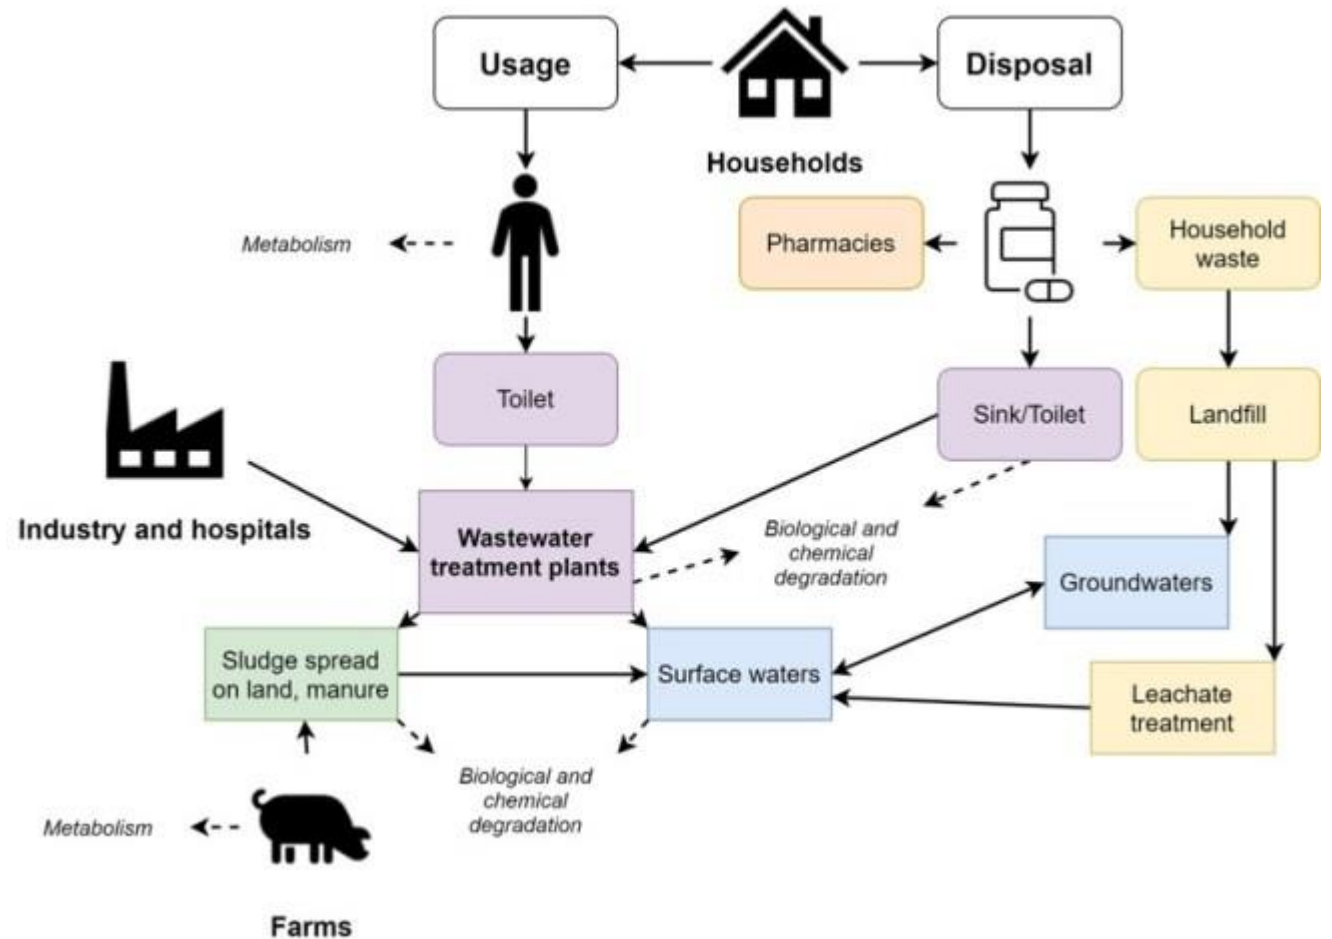 Usage
Disposal
Households
Metabolism
Pharmacies
Household
waste
Toilet
Sink/Toilet
Landfill
Industry and hospitals
Wastewater
treatment plants
Biological and
chemical
degradation
Groundwaters
Sludge spread
on land, manure
Surface waters
Leachate
treatment
Biological and
chemical
degradation
Metabolism
Farms